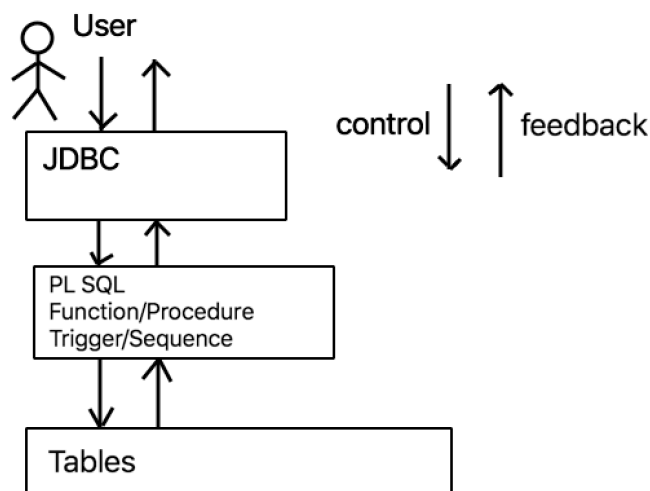 User
control
feedback
JDBC
PL SQL
Function/Procedure
Trigger/Sequence
Tables